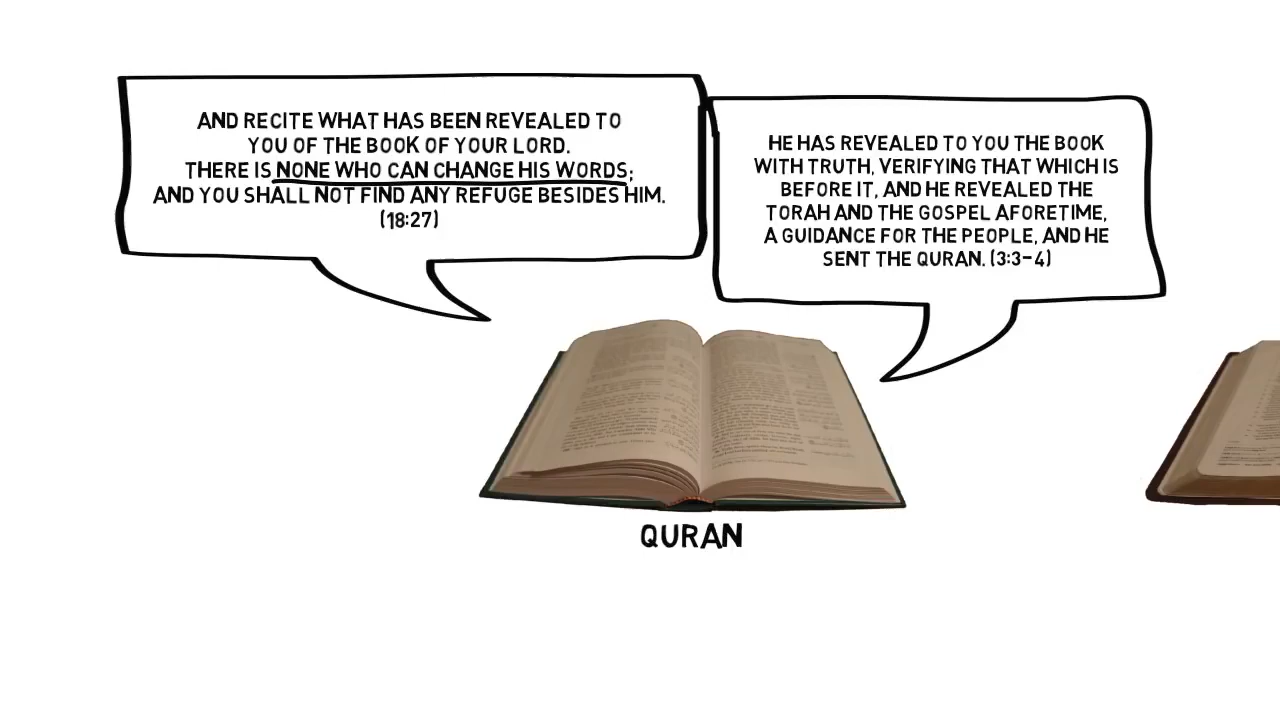 AND RECITE WHAT HAS BEEN REVEALED TO
YOU OF THE BOOK OF YOUR LORD.
THERE IS NONE WHO CAN CHANGE HIS WORDS;
AND YOU SHALL NOT FIND ANY REFUGE BESIDES HIM.
(18:27)
HE HAS REVEALED TO YOU THE BOOK
WITH TRUTH, VERIFYING THAT WHICH IS
BEFORE IT, AND HE REVEALED THE
TORAH AND THE GOSPEL AFORETIME,
A GUIDANCE FOR THE PEOPLE, AND HE
SENT THE QURAN. (3:3-4)
QURAN